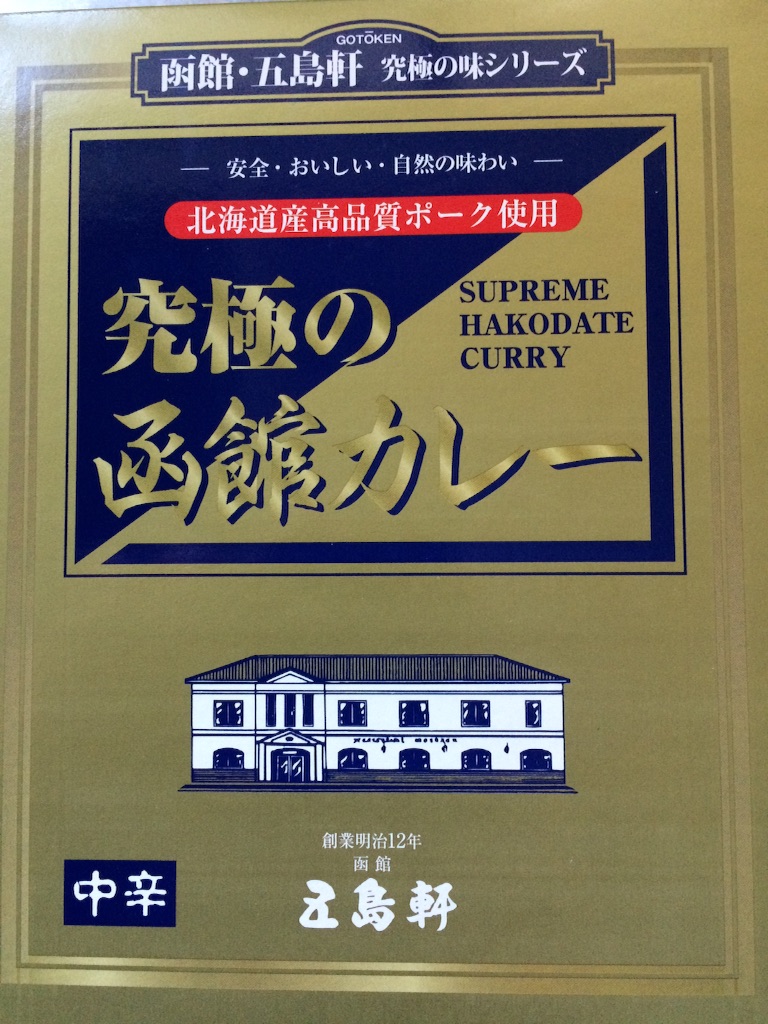 GOTŌKEN
函館・五島軒 究極の味シリーズ
安全・おいしい・自然の味わい
北海道産高品質ポーク使用
究極の
函館カレー
SUPREME
HAKODATE
CURRY
創業明治12年
函館
五島軒
中辛